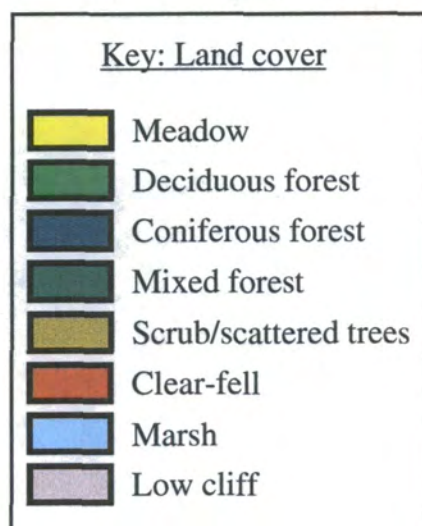 Key: Land cover
Meadow
Deciduous forest
Coniferous forest
Mixed forest
Scrub/scattered trees
Clear-fell
Marsh
Low cliff